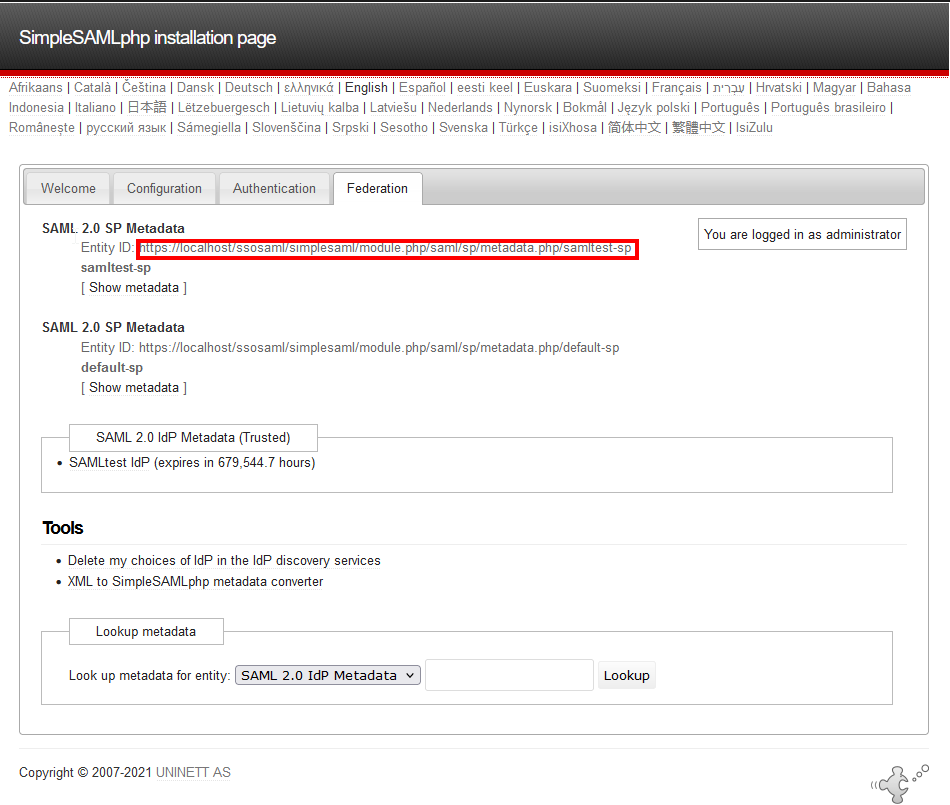 SimpleSAMLphp installation page
Afrikaans | Català | Čeština | Dansk | Deutsch | ελληνικά | English | Español | eesti keel | Euskara | Suomeksi | Français | עִבְרִית | Hrvatski | Magyar | Bahasa
Indonesia | Italiano | 日本語 | Lëtzebuergesch | Lietuvių kalba | Latviešu | Nederlands | Nynorsk | Bokmål | Język polski | Português | Português brasileiro |
Românește | русский язык | Sámegiella | Slovenščina | Srpski | Sesotho | Svenska | Türkçe | isiXhosa | 简体中文 | 繁體中文 | IsiZulu
Welcome Configuration Authentication Federation
SAML 2.0 SP Metadata
You are logged in as administrator
Entity ID: https://localhost/ssosaml/simplesaml/module.php/saml/sp/metadata.php/samltest-sp
samltest-sp
[ Show metadata ]
SAML 2.0 SP Metadata
Entity ID: https://localhost/ssosaml/simplesaml/module.php/saml/sp/metadata.php/default-sp
default-sp
[ Show metadata ]
SAML 2.0 IdP Metadata (Trusted)
• SAMLtest IdP (expires in 679,544.7 hours)
Tools
• Delete my choices of IdP in the IdP discovery services
• XML to SimpleSAMLphp metadata converter
Lookup metadata
Look up metadata for entity: SAML 2.0 IdP Metadata Lookup
Copyright © 2007-2021 UNINETT AS